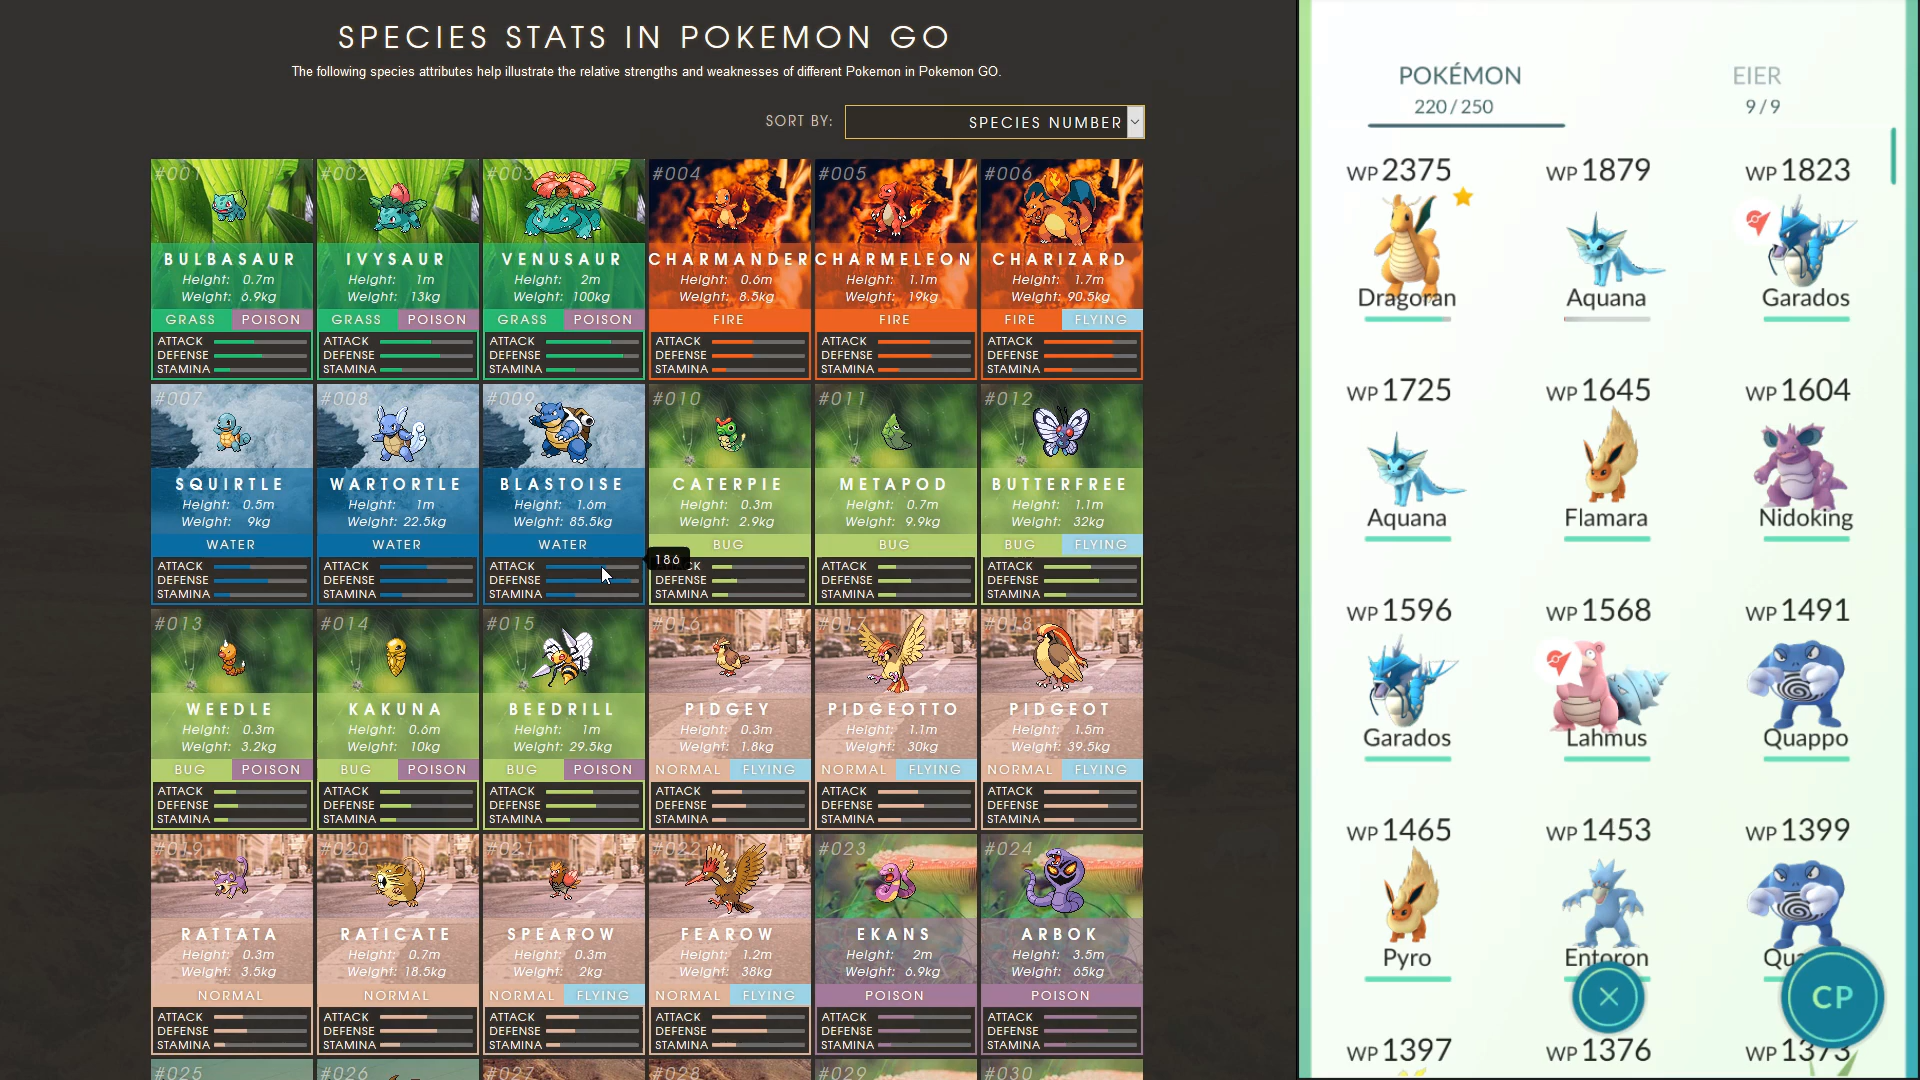 SPECIES STATS IN POKEMON GO
The following species attributes help illustrate the relative strengths and weaknesses of different Pokemon in Pokemon GO.
SORT BY: SPECIES NUMBER
#001 #002 #003 #004 #005 #006
BULBASAUR IVYSAUR VENUSAUR CHARMANDER CHARMELEON CHARIZARD
Height: 0.7m Height: 1m Height: 2m Height: 0.6m Height: 1.1m Height: 1.7m
Weight: 6.9kg Weight: 13kg Weight: 100kg Weight: 8.5kg Weight: 19kg Weight: 90.5kg
GRASS POISON GRASS POISON GRASS POISON FIRE FIRE FIRE FLYING
ATTACK ATTACK ATTACK ATTACK ATTACK ATTACK
DEFENSE DEFENSE DEFENSE DEFENSE DEFENSE DEFENSE
STAMINA STAMINA STAMINA STAMINA STAMINA STAMINA
#007 #008 #009 #010 #011 #012
SQUIRTLE WARTORTLE BLASTOISE CATERPIE METAPOD BUTTERFREE
Height: 0.5m Height: 1m Height: 1.6m Height: 0.3m Height: 0.7m Height: 1.1m
Weight: 9kg Weight: 22.5kg Weight: 85.5kg Weight: 2.9kg Weight: 9.9kg Weight: 32kg
WATER WATER WATER BUG BUG BUG FLYING
186
ATTACK ATTACK ATTACK CK ATTACK ATTACK
DEFENSE DEFENSE DEFENSE DEFENSE DEFENSE DEFENSE
STAMINA STAMINA STAMINA STAMINA STAMINA STAMINA
#013 #014 #015 #016 #017 #018
WEEDLE KAKUNA BEEDRILL PIDGEY PIDGEOTTO PIDGEOT
Height: 0.3m Height: 0.6m Height: 1m Height: 0.3m Height: 1.1m Height: 1.5m
Weight: 3.2kg Weight: 10kg Weight: 29.5kg Weight: 1.8kg Weight: 30kg Weight: 39.5kg
BUG POISON BUG POISON BUG POISON NORMAL FLYING NORMAL FLYING NORMAL FLYING
ATTACK ATTACK ATTACK ATTACK ATTACK ATTACK
DEFENSE DEFENSE DEFENSE DEFENSE DEFENSE DEFENSE
STAMINA STAMINA STAMINA STAMINA STAMINA STAMINA
#019 #020 #021 #022 #023 #024
RATTATA RATICATE SPEAROW FEAROW EKANS ARBOK
Height: 0.3m Height: 0.7m Height: 0.3m Height: 1.2m Height: 2m Height: 3.5m
Weight: 3.5kg Weight: 18.5kg Weight: 2kg Weight: 38kg Weight: 6.9kg Weight: 65kg
NORMAL NORMAL NORMAL FLYING NORMAL FLYING POISON POISON
ATTACK ATTACK ATTACK ATTACK ATTACK ATTACK
DEFENSE DEFENSE DEFENSE DEFENSE DEFENSE DEFENSE
STAMINA STAMINA STAMINA STAMINA STAMINA STAMINA
#025 #026 #027 #028 #029 #030
POKÉMON EIER
220 / 250 9 / 9
WP 2375 WP 1879 WP 1823
Dragoran Aquana Garados
WP 1725 WP 1645 WP 1604
Aquana Flamara Nidoking
WP 1596 WP 1568 WP 1491
Garados Lahmus Quappo
WP 1465 WP 1453 WP 1399
Pyro Entoron Qua
CP
WP 1397 WP 1376 WP 1373